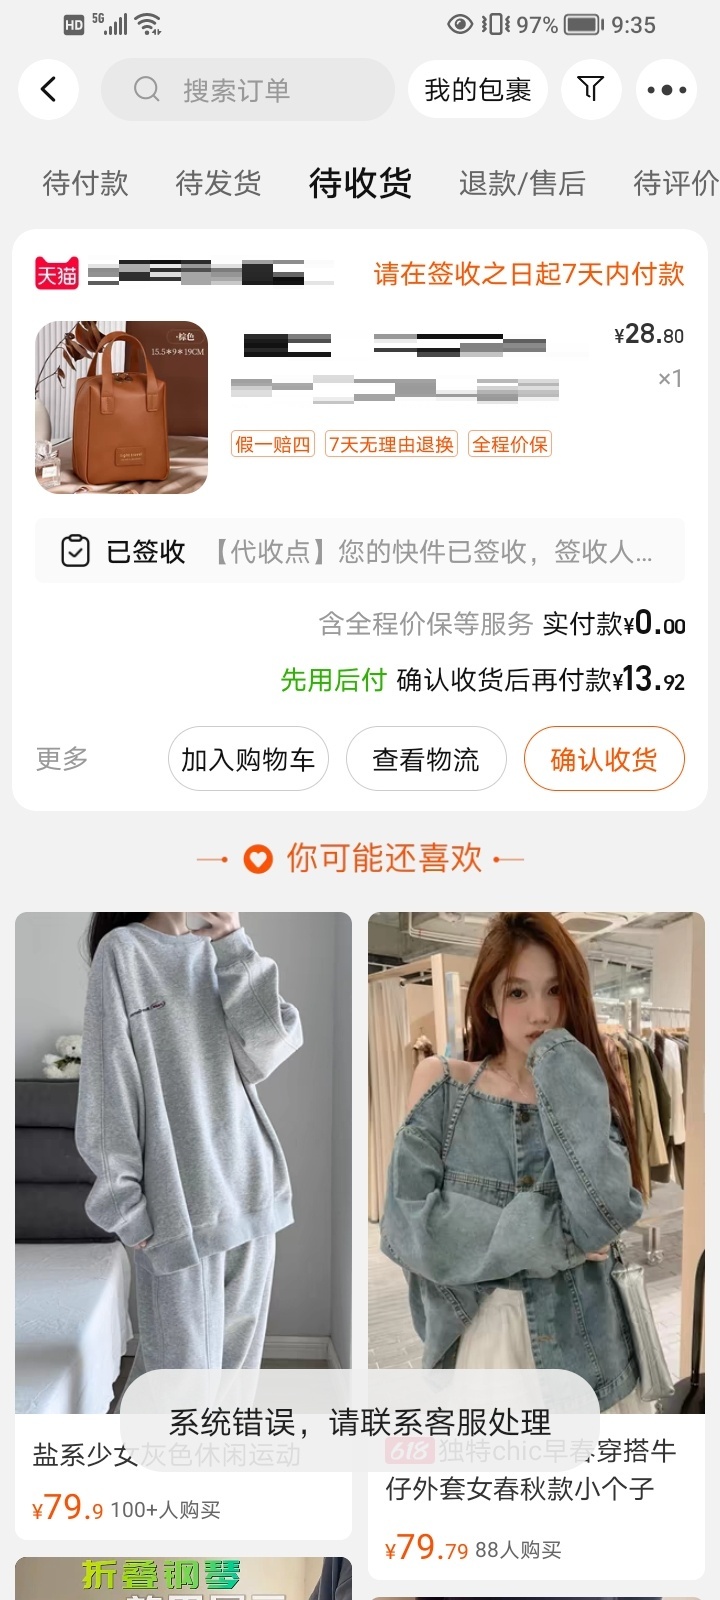 HD 5G 97% 9:35
搜索订单
我的包裹
待付款 待发货 待收货 退款/售后 待评价
天猫
请在签收之日起7天内付款
·棕色
15.5*9*19CM
¥28.80
×1
假一赔四 7天无理由退换 全程价保
已签收 【代收点】您的快件已签收，签收人...
含全程价保等服务 实付款¥0.00
先用后付 确认收货后再付款¥13.92
更多 加入购物车 查看物流 确认收货
你可能还喜欢
系统错误，请联系客服处理
盐系少女灰色休闲运动
¥79.9 100+人购买
618 独特chic早春穿搭牛
仔外套女春秋款小个子
¥79.79 88人购买
折叠钢琴